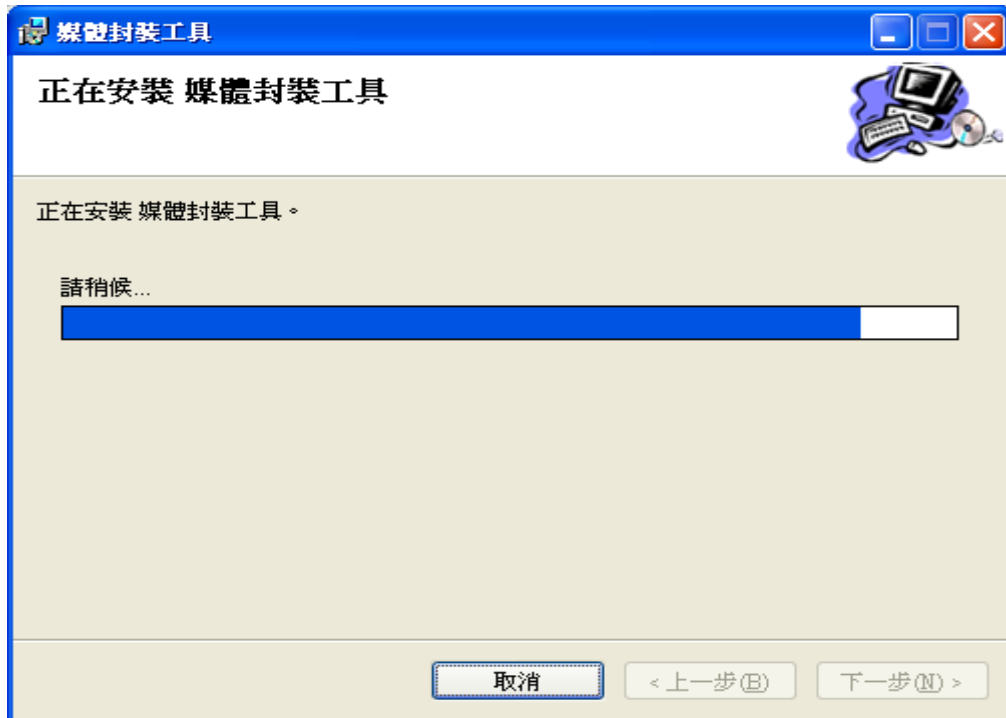 媒體封裝工具
正在安裝 媒體封裝工具
正在安裝 媒體封裝工具。
請稍候...
取消
< 上一步(B)
下一步(N) >